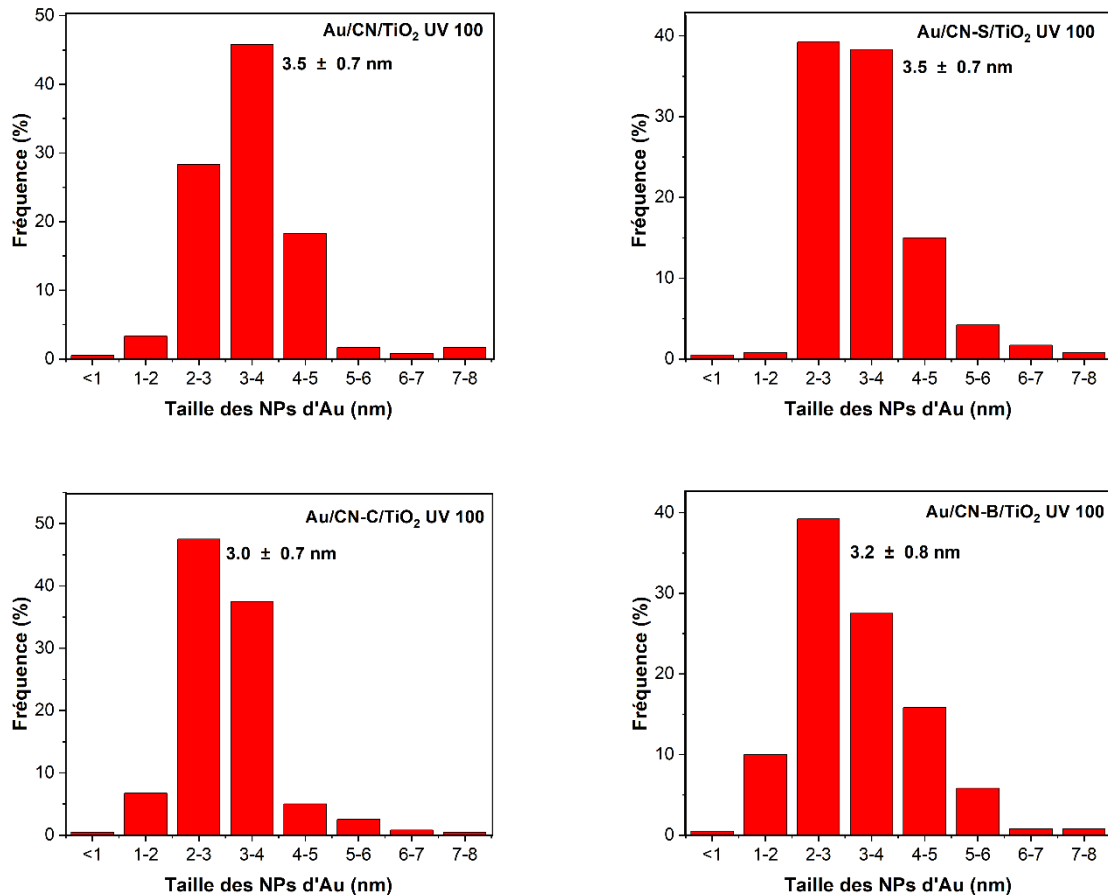 Au/CN/TiO₂ UV 100
3.5 ± 0.7 nm
Fréquence (%)
50
40
30
20
10
0
<1 1-2 2-3 3-4 4-5 5-6 6-7 7-8
Taille des NPs d'Au (nm)
Au/CN-S/TiO₂ UV 100
3.5 ± 0.7 nm
Fréquence (%)
40
30
20
10
0
<1 1-2 2-3 3-4 4-5 5-6 6-7 7-8
Taille des NPs d'Au (nm)
Au/CN-C/TiO₂ UV 100
3.0 ± 0.7 nm
Fréquence (%)
50
40
30
20
10
0
<1 1-2 2-3 3-4 4-5 5-6 6-7 7-8
Taille des NPs d'Au (nm)
Au/CN-B/TiO₂ UV 100
3.2 ± 0.8 nm
Fréquence (%)
40
30
20
10
0
<1 1-2 2-3 3-4 4-5 5-6 6-7 7-8
Taille des NPs d'Au (nm)